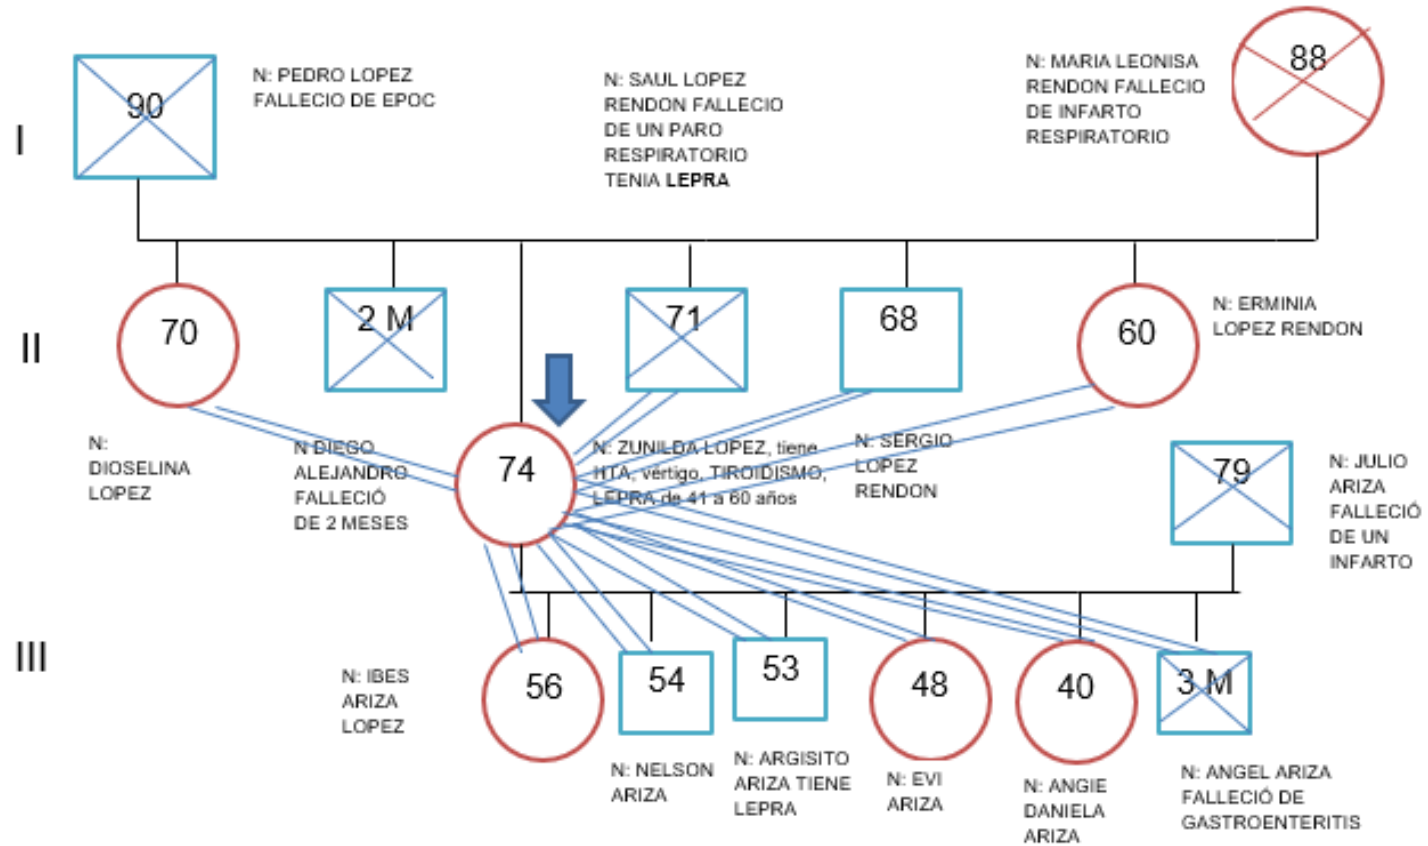 I
90
N: PEDRO LOPEZ
FALLECIO DE EPOC
N: SAUL LOPEZ
RENDON FALLECIO
DE UN PARO
RESPIRATORIO
TENIA LEPRA
N: MARIA LEONISA
RENDON FALLECIO
DE INFARTO
RESPIRATORIO
88
II
70
2 M
71
68
60
N: ERMINIA
LOPEZ RENDON
N:
DIOSELINA
LOPEZ
N DIEGO
ALEJANDRO
FALLECIÓ
DE 2 MESES
74
N: ZUNILDA LOPEZ, tiene
HTA, vértigo, TIROIDISMO,
LEPRA de 41 a 60 años
N: SERGIO
LOPEZ
RENDON
79
N: JULIO
ARIZA
FALLECIÓ
DE UN
INFARTO
III
N: IBES
ARIZA
LOPEZ
56
54
53
48
40
3 M
N: NELSON
ARIZA
N: ARGISITO
ARIZA TIENE
LEPRA
N: EVI
ARIZA
N: ANGIE
DANIELA
ARIZA
N: ANGEL ARIZA
FALLECIÓ DE
GASTROENTERITIS